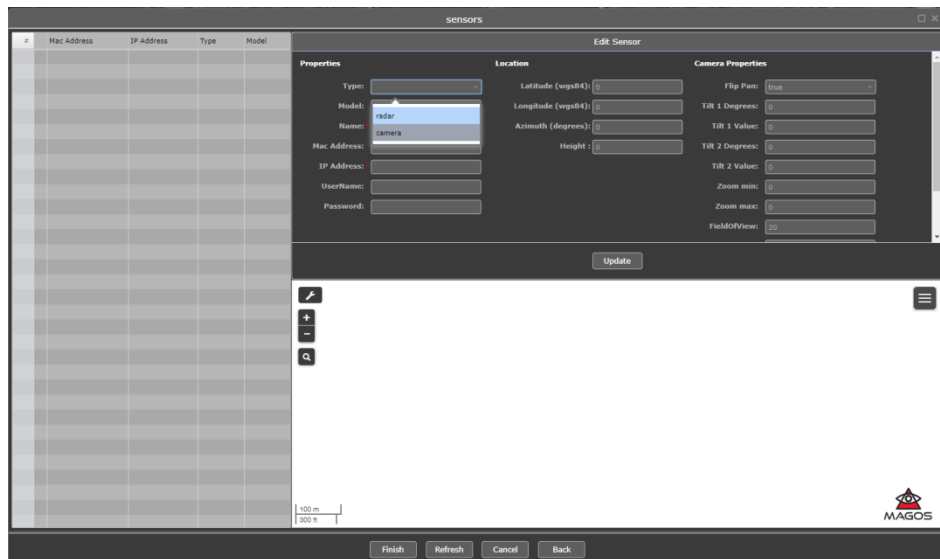 sensors
# Mac Address IP Address Type Model
Edit Sensor
Properties Location Camera Properties
Type: Latitude (wgs84): 0 Flip Pan: true
Model: Longitude (wgs84): 0 Tilt 1 Degrees: 0
radar
Name: Azimuth (degrees): 0 Tilt 1 Value: 0
camera
Mac Address: Height : 0 Tilt 2 Degrees: 0
IP Address: Tilt 2 Value: 0
UserName: Zoom min: 0
Password: Zoom max: 0
FieldOfView: 20
Update
+
−
100 m
300 ft
MAGOS
Finish Refresh Cancel Back